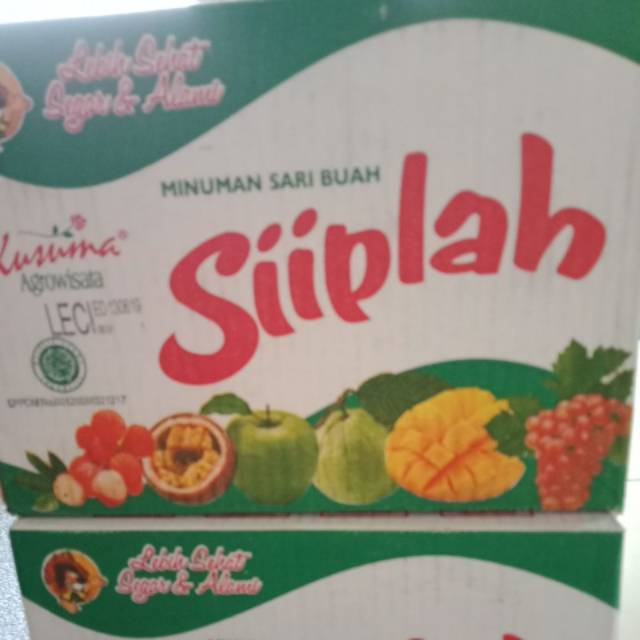 Lebih Sehat
Segar & Alami
MINUMAN SARI BUAH
Siiplah
Kusuma®
Agrowisata
LECI
Lebih Sehat
Segar & Alami